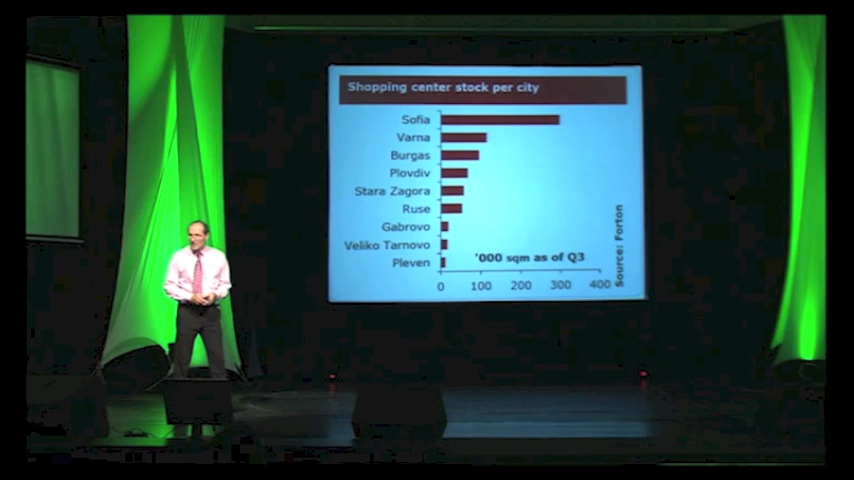 Shopping center stock per city
Sofia
Varna
Burgas
Plovdiv
Stara Zagora
Ruse
Gabrovo
Veliko Tarnovo
Pleven
'000 sqm as of Q3
0 100 200 300 400
Source: Forton